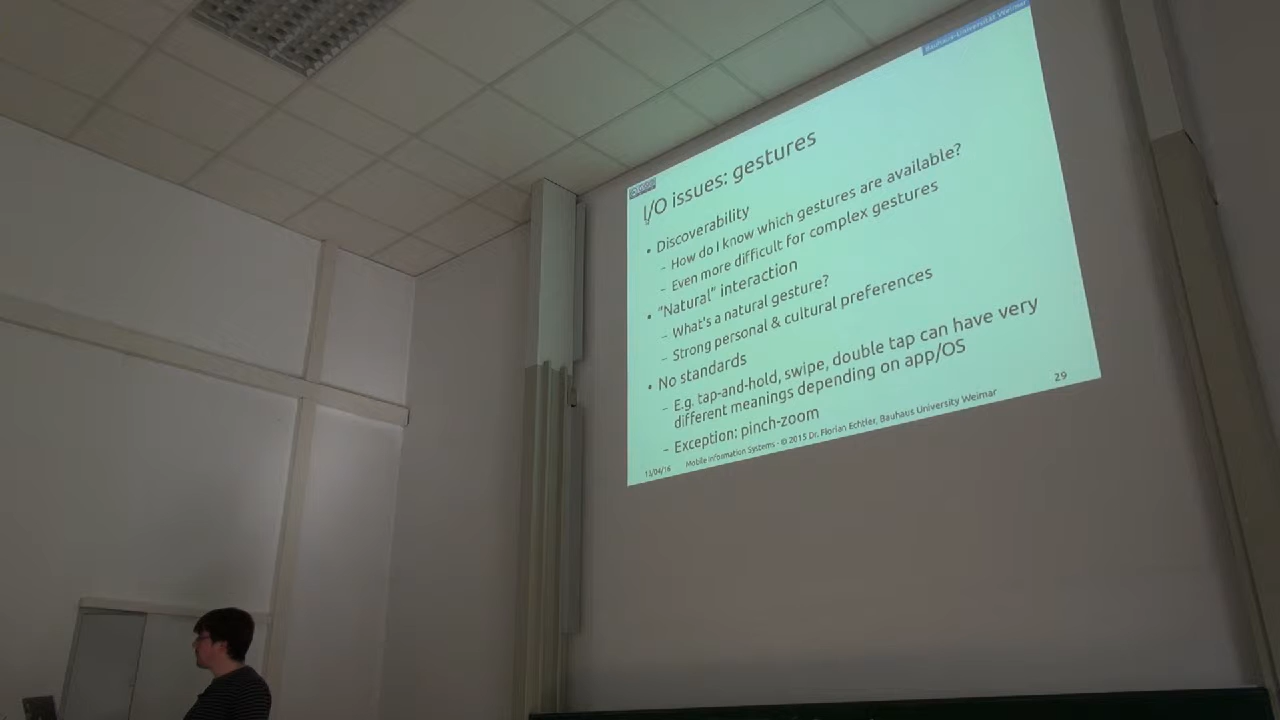 Bauhaus-Universität Weimar
I/O issues: gestures
• Discoverability
– How do I know which gestures are available?
– Even more difficult for complex gestures
• "Natural" interaction
– What's a natural gesture?
– Strong personal & cultural preferences
• No standards
– E.g. tap-and-hold, swipe, double tap can have very
different meanings depending on app/OS
– Exception: pinch-zoom
13/04/16 Mobile Information Systems - © 2015 Dr. Florian Echtler, Bauhaus University Weimar 29